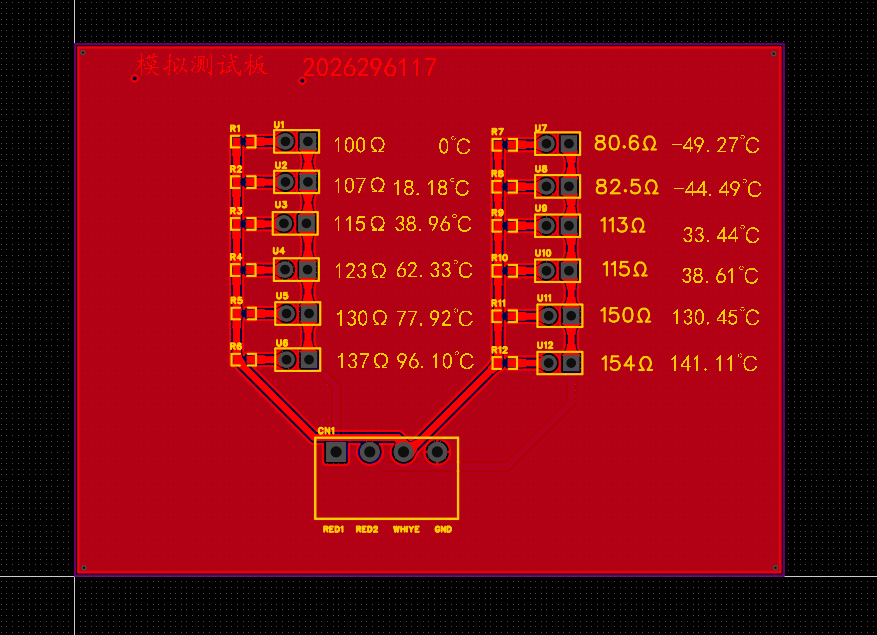 模拟测试板 2026296117
R1 U1 100Ω 0℃
R2 U2 107Ω 18.18℃
R3 U3 115Ω 38.96℃
R4 U4 123Ω 62.33℃
R5 U5 130Ω 77.92℃
R6 U6 137Ω 96.10℃
R7 U7 80.6Ω -49.27℃
R8 U8 82.5Ω -44.49℃
R9 U9 113Ω 33.44℃
R10 U10 115Ω 38.61℃
R11 U11 150Ω 130.45℃
R12 U12 154Ω 141.11℃
CN1
RED1 RED2 WHIYE GND